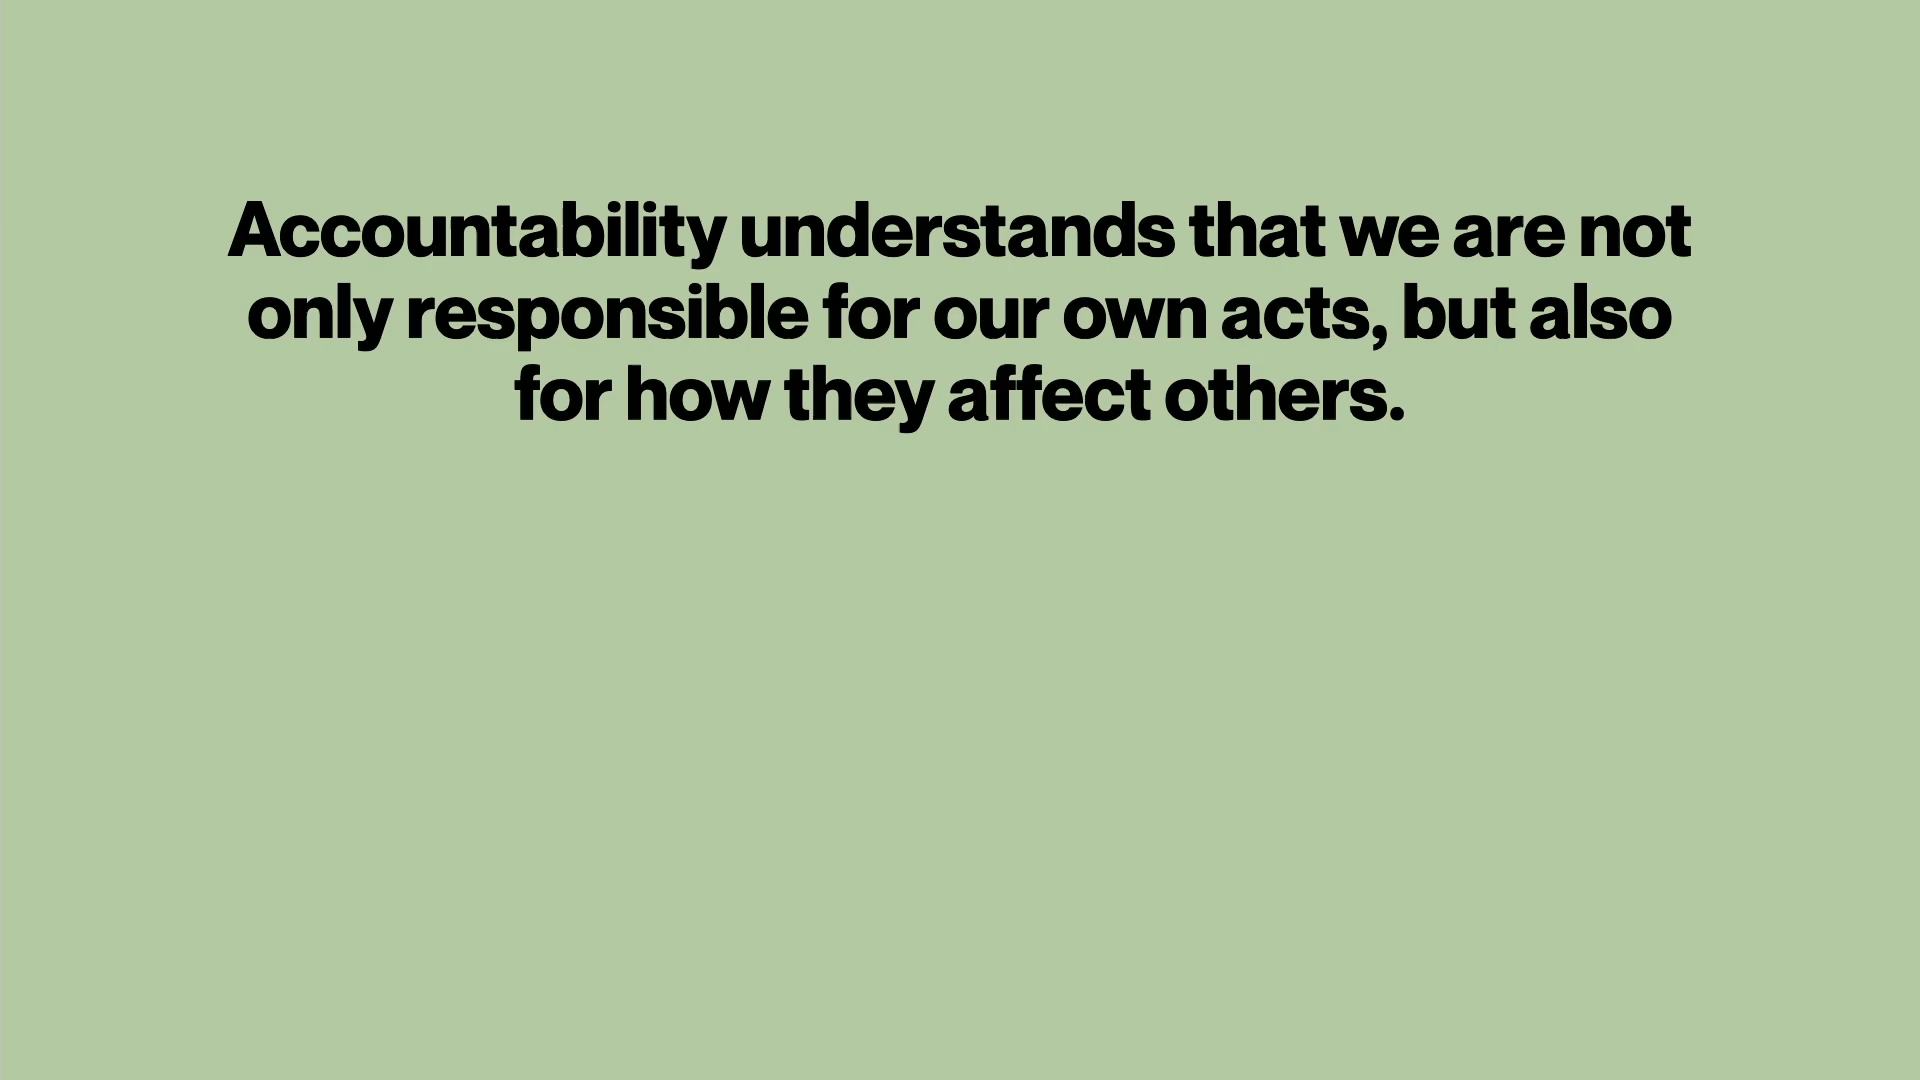 Accountability understands that we are not
only responsible for our own acts, but also
for how they affect others.